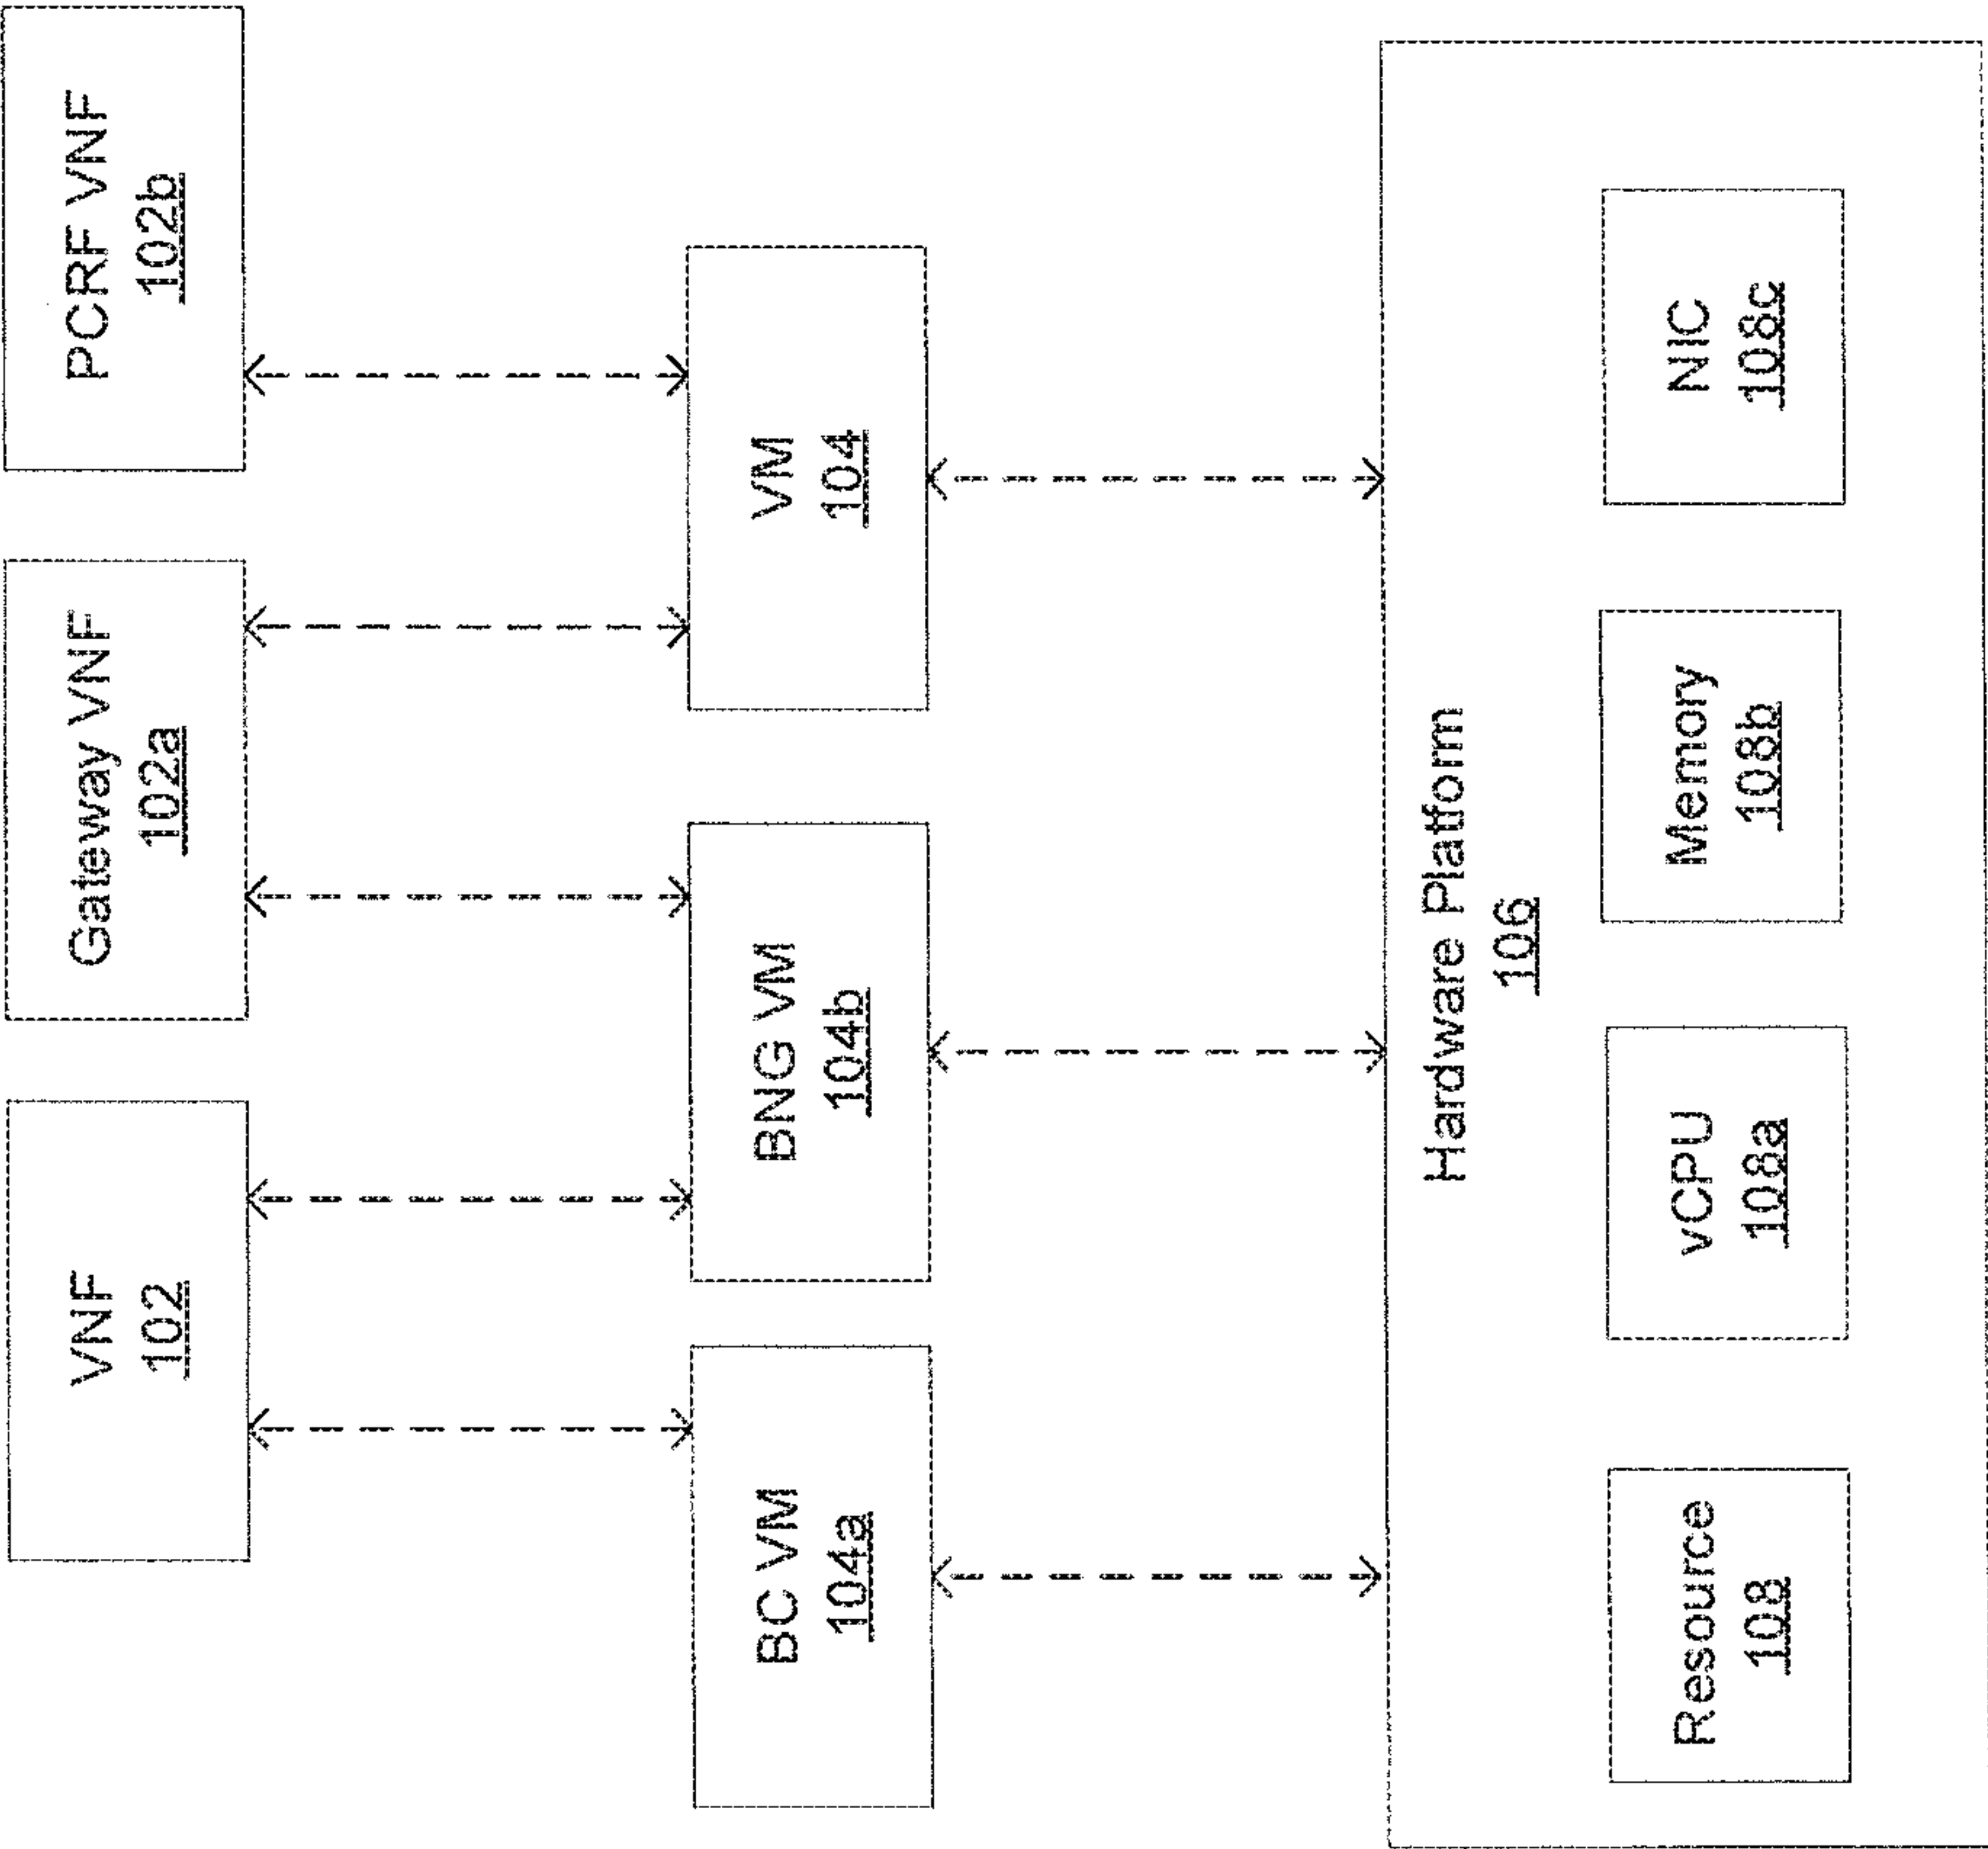 VNF
102
Gateway VNF
102a
PCRF VNF
102b
BC VM
104a
BNG VM
104b
VM
104
Hardware Platform
106
Resource
108
vCPU
108a
Memory
108b
NIC
108c